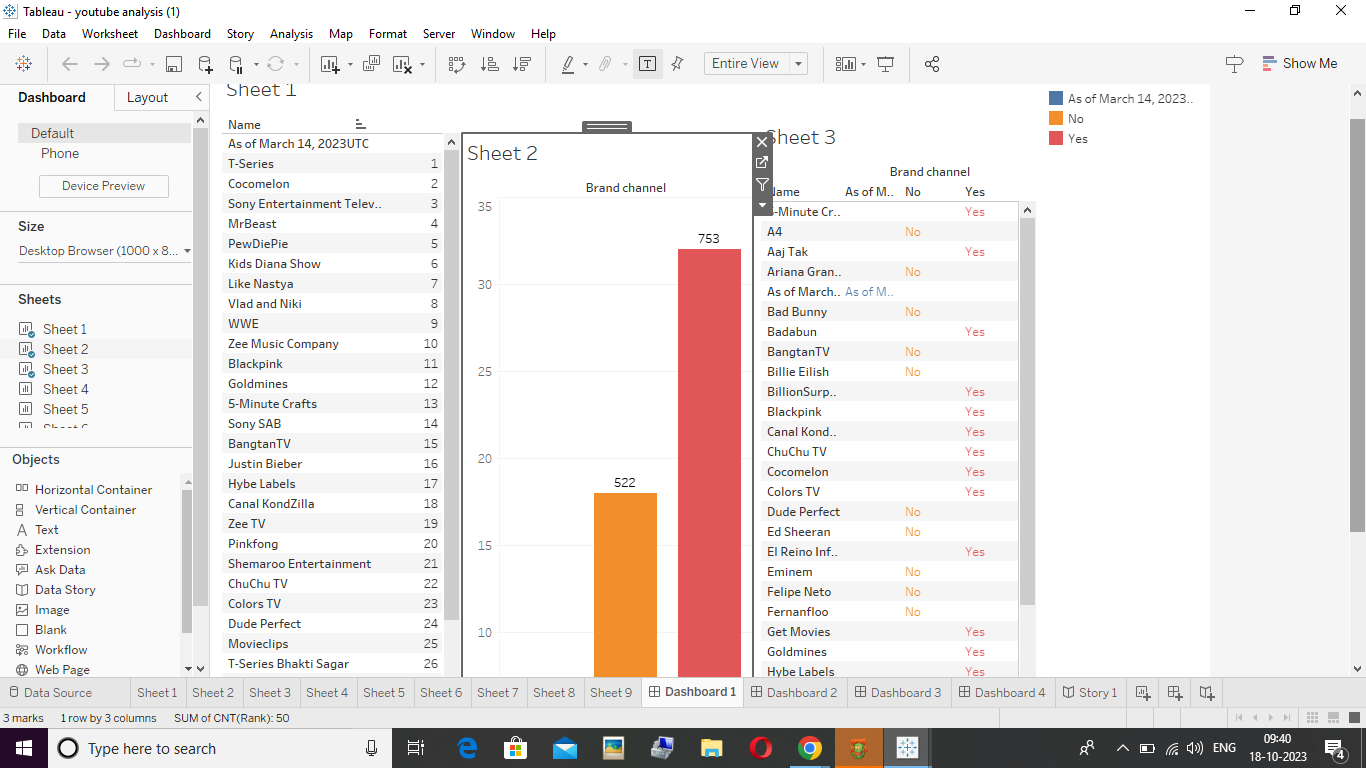 Tableau - youtube analysis (1)
File Data Worksheet Dashboard Story Analysis Map Format Server Window Help
Entire View
Show Me
Dashboard
Layout
Default
Phone
Device Preview
Size
Desktop Browser (1000 x 8...
Sheets
Sheet 1
Sheet 2
Sheet 3
Sheet 4
Sheet 5
Objects
Horizontal Container
Vertical Container
Text
Extension
Ask Data
Data Story
Image
Blank
Workflow
Web Page
Sheet 1
Name
As of March 14, 2023UTC
T-Series 1
Cocomelon 2
Sony Entertainment Telev.. 3
MrBeast 4
PewDiePie 5
Kids Diana Show 6
Like Nastya 7
Vlad and Niki 8
WWE 9
Zee Music Company 10
Blackpink 11
Goldmines 12
5-Minute Crafts 13
Sony SAB 14
BangtanTV 15
Justin Bieber 16
Hybe Labels 17
Canal KondZilla 18
Zee TV 19
Pinkfong 20
Shemaroo Entertainment 21
ChuChu TV 22
Colors TV 23
Dude Perfect 24
Movieclips 25
T-Series Bhakti Sagar 26
Sheet 2
Brand channel
35
30
25
20
15
10
753
522
Sheet 3
Brand channel
Name As of M.. No Yes
5-Minute Cr.. Yes
A4 No
Aaj Tak Yes
Ariana Gran.. No
As of March.. As of M..
Bad Bunny No
Badabun Yes
BangtanTV No
Billie Eilish No
BillionSurp.. Yes
Blackpink Yes
Canal Kond.. Yes
ChuChu TV Yes
Cocomelon Yes
Colors TV Yes
Dude Perfect No
Ed Sheeran No
El Reino Inf.. Yes
Eminem No
Felipe Neto No
Fernanfloo No
Get Movies Yes
Goldmines Yes
Hybe Labels Yes
As of March 14, 2023..
No
Yes
Data Source Sheet 1 Sheet 2 Sheet 3 Sheet 4 Sheet 5 Sheet 6 Sheet 7 Sheet 8 Sheet 9 Dashboard 1 Dashboard 2 Dashboard 3 Dashboard 4 Story 1
3 marks 1 row by 3 columns SUM of CNT(Rank): 50
Type here to search
ENG
09:40
18-10-2023
4